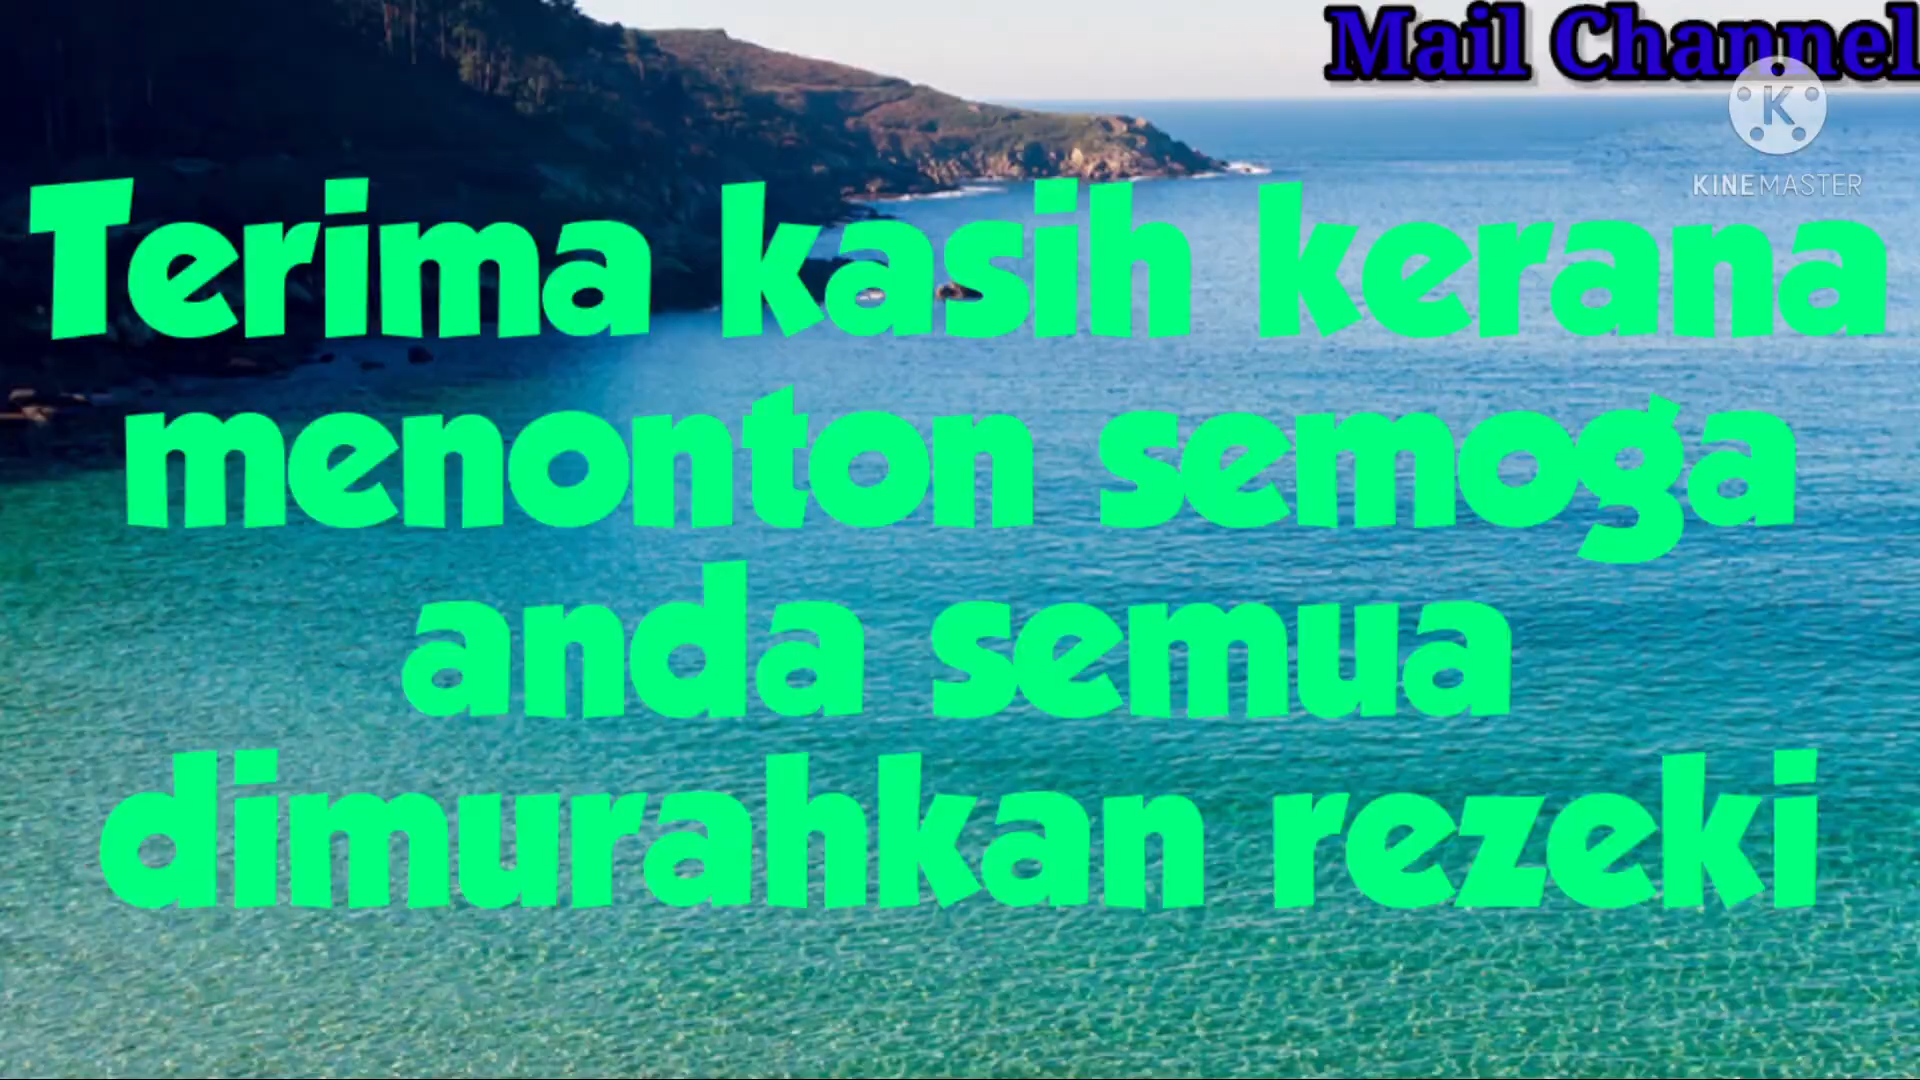 Mail Channel
K
KINEMASTER
Terima kasih kerana
menonton semoga
anda semua
dimurahkan rezeki